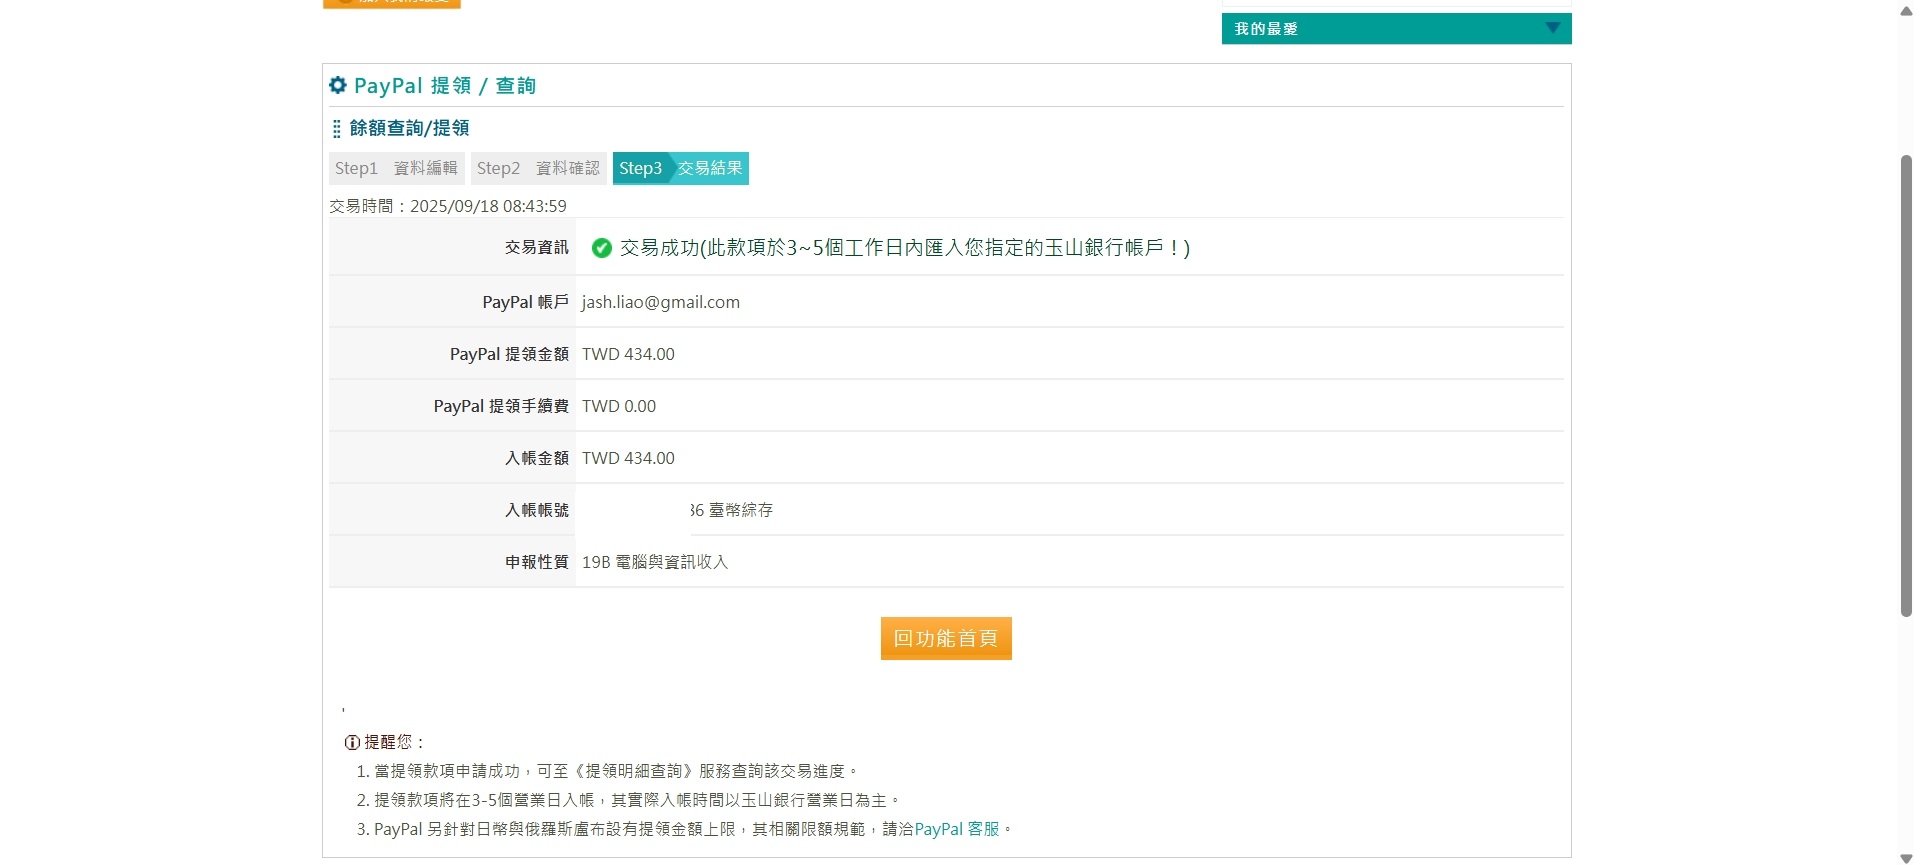 我的最愛
PayPal 提領 / 查詢
餘額查詢/提領
Step1 資料編輯 Step2 資料確認 Step3 交易結果
交易時間：2025/09/18 08:43:59
交易資訊 交易成功(此款項於3~5個工作日內匯入您指定的玉山銀行帳戶！)
PayPal 帳戶 jash.liao@gmail.com
PayPal 提領金額 TWD 434.00
PayPal 提領手續費 TWD 0.00
入帳金額 TWD 434.00
入帳帳號 36 臺幣綜存
申報性質 19B 電腦與資訊收入
回功能首頁
'
提醒您：
1. 當提領款項申請成功，可至《提領明細查詢》服務查詢該交易進度。
2. 提領款項將在3-5個營業日入帳，其實際入帳時間以玉山銀行營業日為主。
3. PayPal 另針對日幣與俄羅斯盧布設有提領金額上限，其相關限額規範，請洽PayPal 客服。